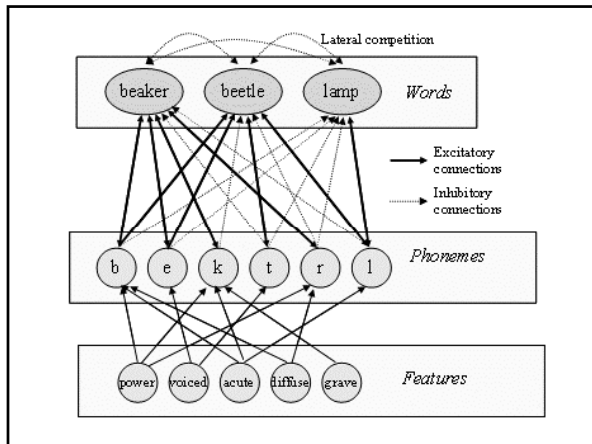 Lateral competition
beaker beetle lamp Words
Excitatory
connections
Inhibitory
connections
b e k t r l Phonemes
power voiced acute diffuse grave Features